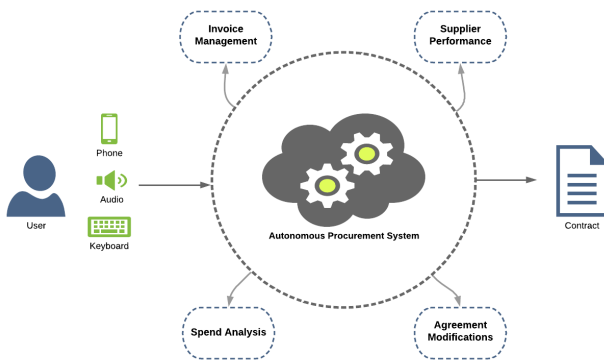 Invoice
Management
Supplier
Performance
Phone
Audio
Keyboard
User
Autonomous Procurement System
Contract
Spend Analysis
Agreement
Modifications